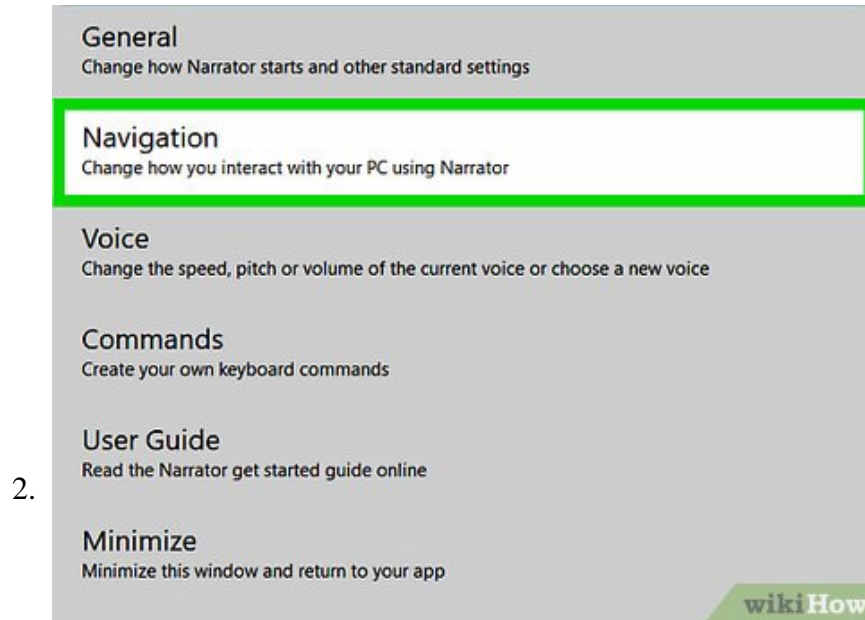 General
Change how Narrator starts and other standard settings
Navigation
Change how you interact with your PC using Narrator
Voice
Change the speed, pitch or volume of the current voice or choose a new voice
Commands
Create your own keyboard commands
User Guide
Read the Narrator get started guide online
2.
Minimize
Minimize this window and return to your app
wikiHow